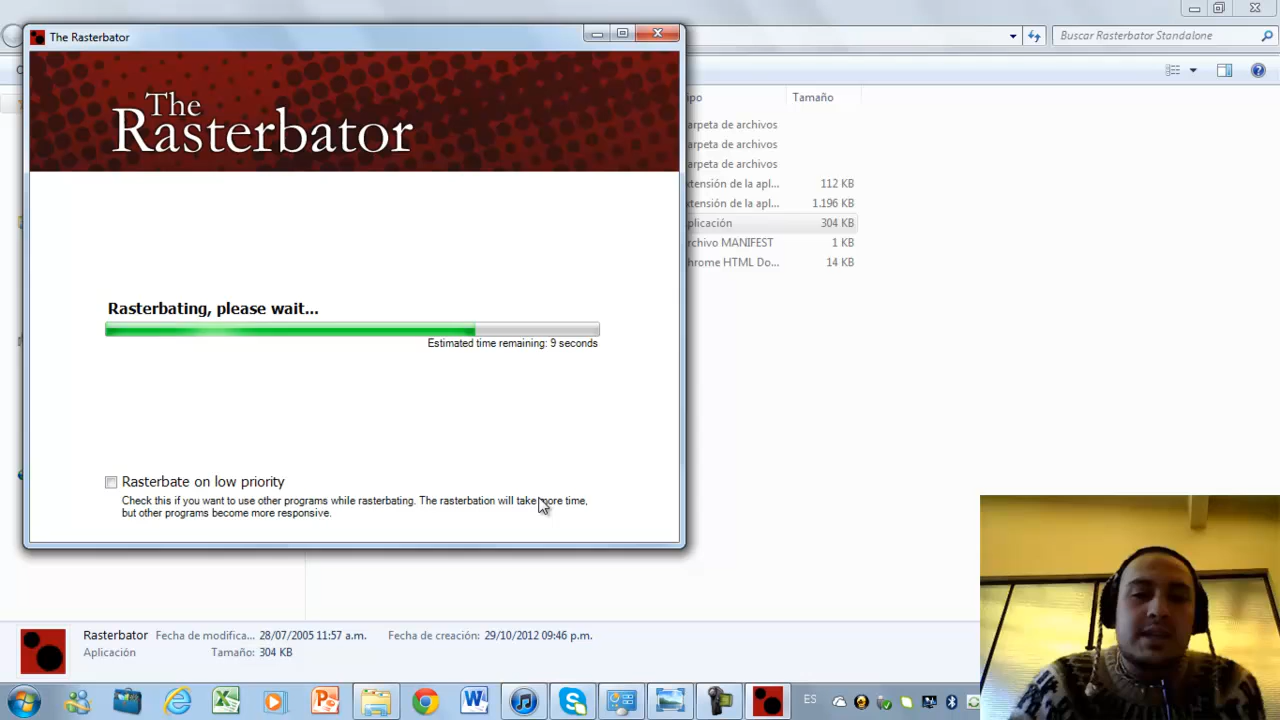 The Rasterbator
Buscar Rasterbator Standalone
The
Rasterbator
ipo Tamaño
arpeta de archivos
arpeta de archivos
arpeta de archivos
xtensión de la apl... 112 KB
xtensión de la apl... 1.196 KB
plicación 304 KB
rchivo MANIFEST 1 KB
hrome HTML Do... 14 KB
Rasterbating, please wait...
Estimated time remaining: 9 seconds
Rasterbate on low priority
Check this if you want to use other programs while rasterbating. The rasterbation will take more time,
but other programs become more responsive.
Rasterbator Fecha de modifica... 28/07/2005 11:57 a.m. Fecha de creación: 29/10/2012 09:46 p.m.
Aplicación Tamaño: 304 KB
ES